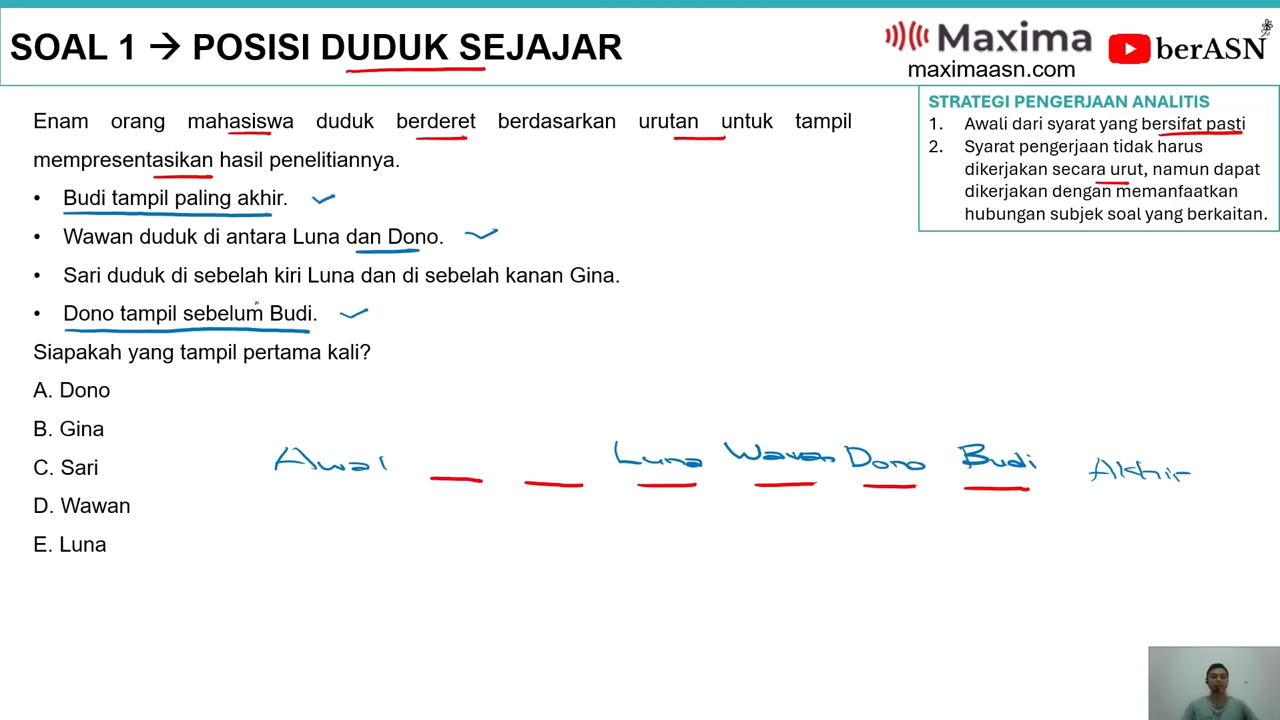 SOAL 1 → POSISI DUDUK SEJAJAR
Maxima
maximaasn.com
berASN
STRATEGI PENGERJAAN ANALITIS
1. Awali dari syarat yang bersifat pasti
2. Syarat pengerjaan tidak harus
dikerjakan secara urut, namun dapat
dikerjakan dengan memanfaatkan
hubungan subjek soal yang berkaitan.
Enam orang mahasiswa duduk berderet berdasarkan urutan untuk tampil
mempresentasikan hasil penelitiannya.
• Budi tampil paling akhir.
• Wawan duduk di antara Luna dan Dono.
• Sari duduk di sebelah kiri Luna dan di sebelah kanan Gina.
• Dono tampil sebelum Budi.
Siapakah yang tampil pertama kali?
A. Dono
B. Gina
C. Sari
D. Wawan
E. Luna
Awal Luna Wawan Dono Budi Akhir